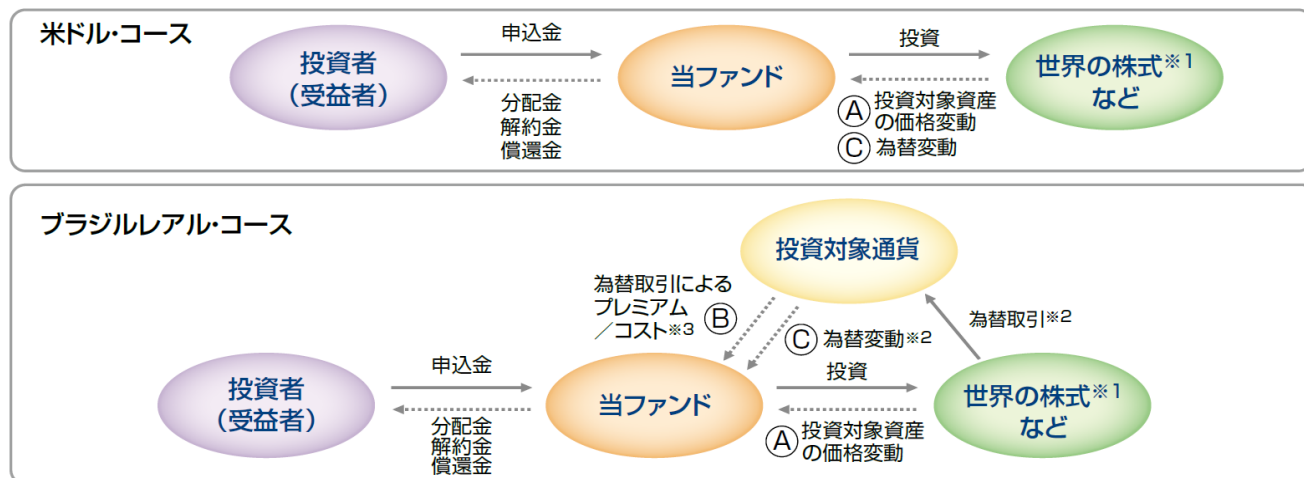 米ドル・コース
投資者
（受益者）
申込金
分配金
解約金
償還金
当ファンド
投資
Ⓐ 投資対象資産
の価格変動
Ⓒ 為替変動
世界の株式※1
など
ブラジルレアル・コース
投資対象通貨
為替取引による
プレミアム
／コスト※3 Ⓑ
Ⓒ 為替変動※2
為替取引※2
投資者
（受益者）
申込金
分配金
解約金
償還金
当ファンド
投資
Ⓐ 投資対象資産
の価格変動
世界の株式※1
など